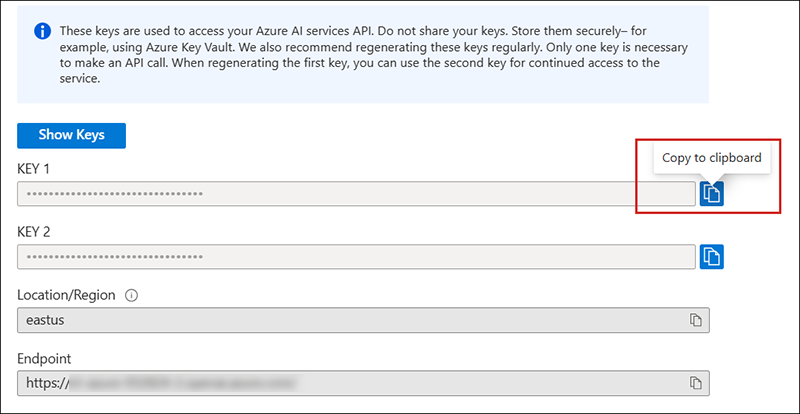 These keys are used to access your Azure AI services API. Do not share your keys. Store them securely– for
example, using Azure Key Vault. We also recommend regenerating these keys regularly. Only one key is necessary
to make an API call. When regenerating the first key, you can use the second key for continued access to the
service.
Show Keys
Copy to clipboard
KEY 1
KEY 2
Location/Region
eastus
Endpoint
https://